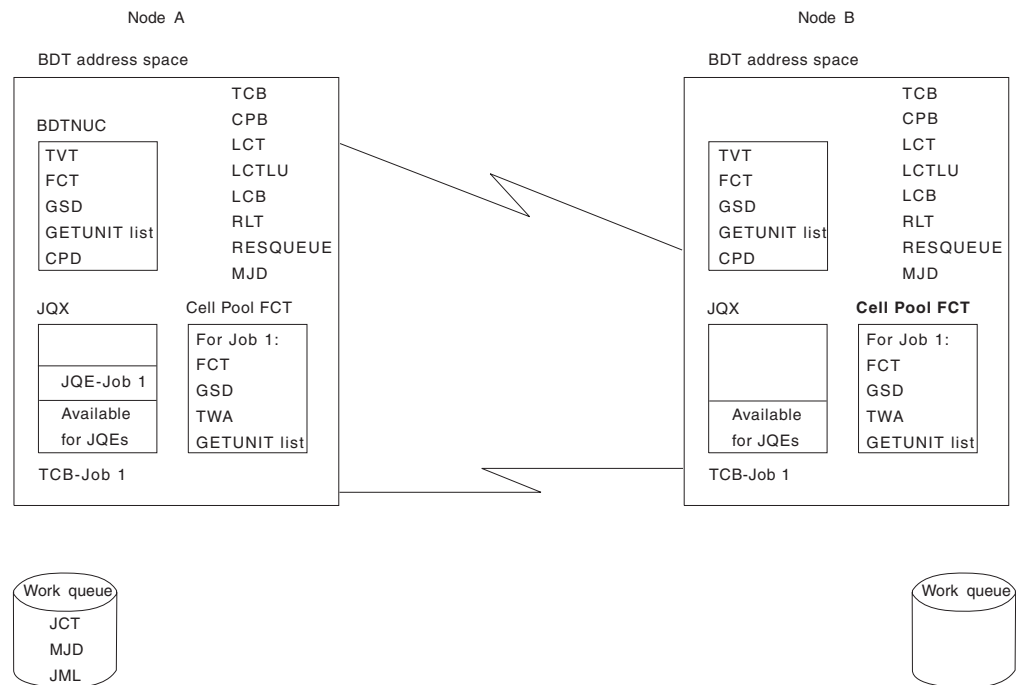 Node A
BDT address space
TCB
CPB
LCT
LCTLU
LCB
RLT
RESQUEUE
MJD
BDTNUC
TVT
FCT
GSD
GETUNIT list
CPD
JQX
JQE-Job 1
Available
for JQEs
Cell Pool FCT
For Job 1:
FCT
GSD
TWA
GETUNIT list
TCB-Job 1
Work queue
JCT
MJD
JML
Node B
BDT address space
TCB
CPB
LCT
LCTLU
LCB
RLT
RESQUEUE
MJD
TVT
FCT
GSD
GETUNIT list
CPD
JQX
Available
for JQEs
Cell Pool FCT
For Job 1:
FCT
GSD
TWA
GETUNIT list
TCB-Job 1
Work queue